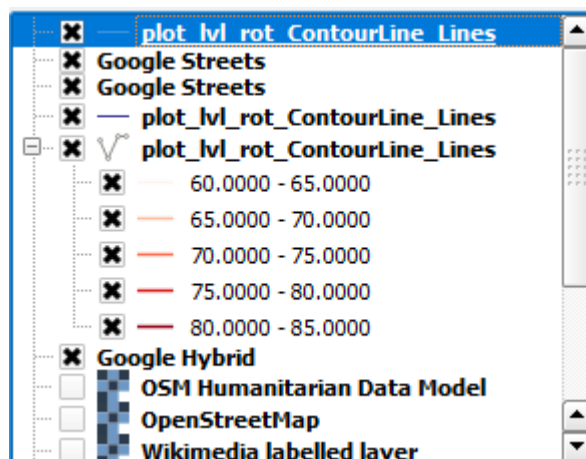 plot_lvl_rot_ContourLine_Lines
Google Streets
Google Streets
plot_lvl_rot_ContourLine_Lines
plot_lvl_rot_ContourLine_Lines
60.0000 - 65.0000
65.0000 - 70.0000
70.0000 - 75.0000
75.0000 - 80.0000
80.0000 - 85.0000
Google Hybrid
OSM Humanitarian Data Model
OpenStreetMap
Wikimedia labelled layer